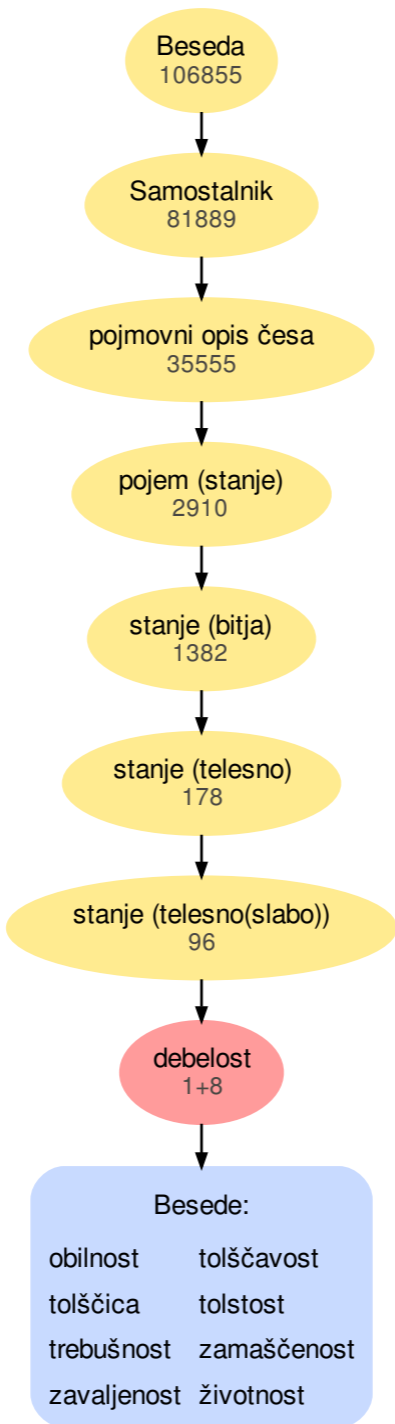 Beseda
106855
Samostalnik
81889
pojmovni opis česa
35555
pojem (stanje)
2910
stanje (bitja)
1382
stanje (telesno)
178
stanje (telesno(slabo))
96
debelost
1+8
Besede:
obilnost tolščavost
tolščica tolstost
trebušnost zamaščenost
zavaljenost životnost